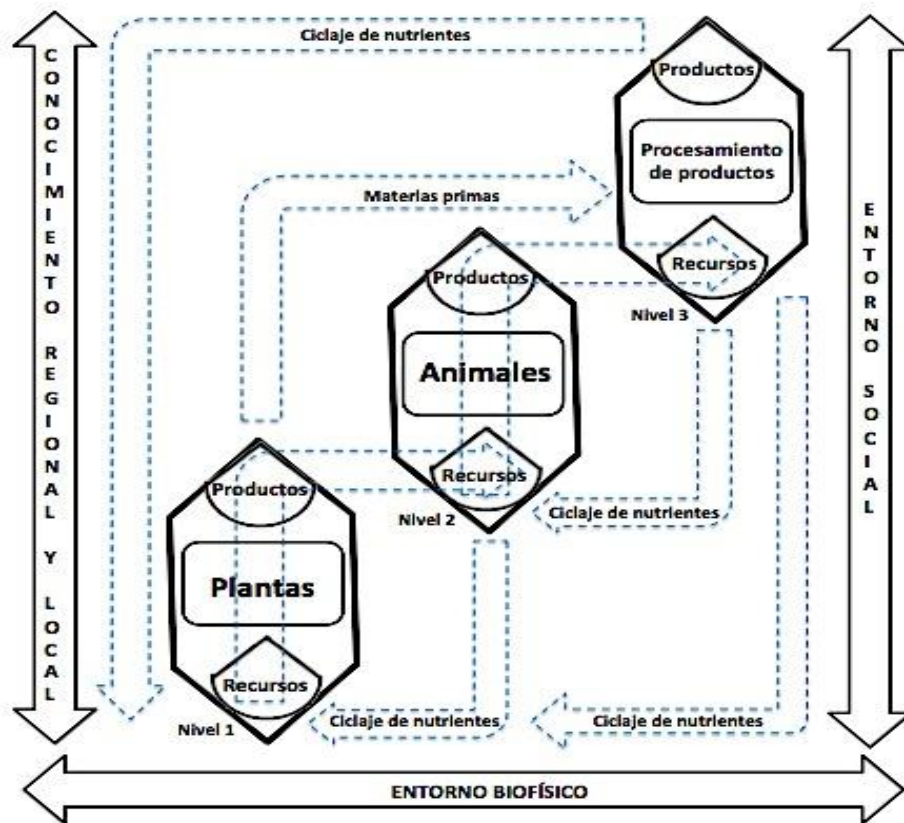 Ciclaje de nutrientes
Productos
Procesamiento
de productos
Recursos
Nivel 3
Materias primas
Productos
Animales
Recursos
Nivel 2
Ciclaje de nutrientes
Productos
Plantas
Recursos
Nivel 1
Ciclaje de nutrientes
Ciclaje de nutrientes
CONOCIMIENTO REGIONAL Y LOCAL
ENTORNO SOCIAL
ENTORNO BIOFÍSICO